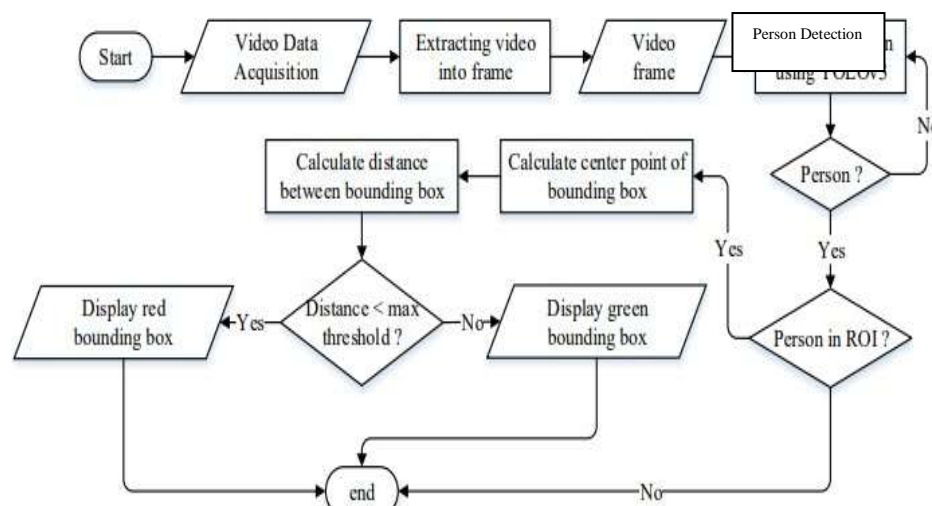 Start
Video Data
Acquisition
Extracting video
into frame
Video
frame
Person Detection
No
Person ?
Calculate distance
between bounding box
Calculate center point of
bounding box
Yes
Yes
Display red
bounding box
Yes
Distance < max
threshold ?
No
Display green
bounding box
Person in ROI ?
end
No